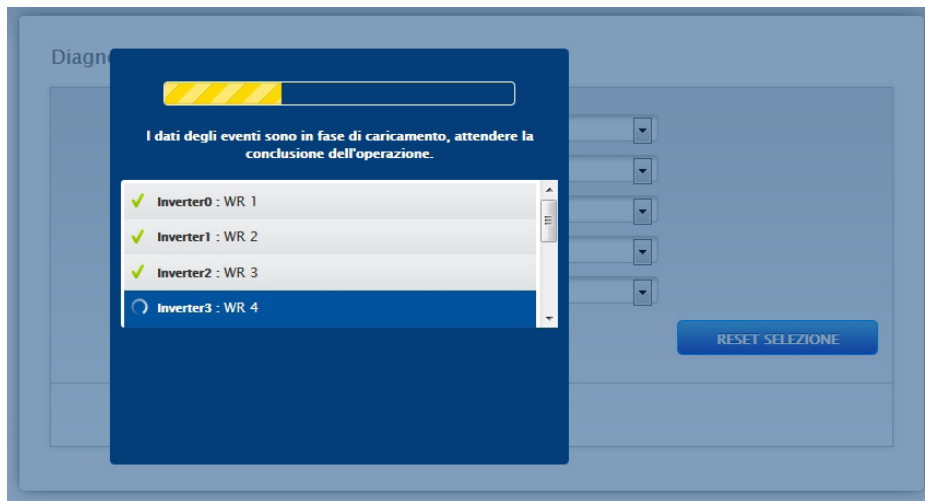 Diagn
I dati degli eventi sono in fase di caricamento, attendere la
conclusione dell'operazione.
Inverter0 : WR 1
Inverter1 : WR 2
Inverter2 : WR 3
Inverter3 : WR 4
RESET SELEZIONE